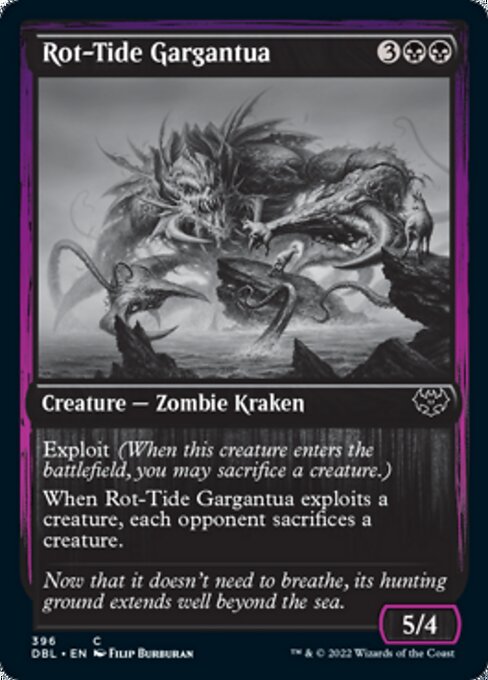 Rot-Tide Gargantua 3
Creature — Zombie Kraken
Exploit (When this creature enters the
battlefield, you may sacrifice a creature.)
When Rot-Tide Gargantua exploits a
creature, each opponent sacrifices a
creature.
Now that it doesn't need to breathe, its hunting
ground extends well beyond the sea.
5/4
396 C
DBL • EN Filip Burburan
™ & © 2022 Wizards of the Coast